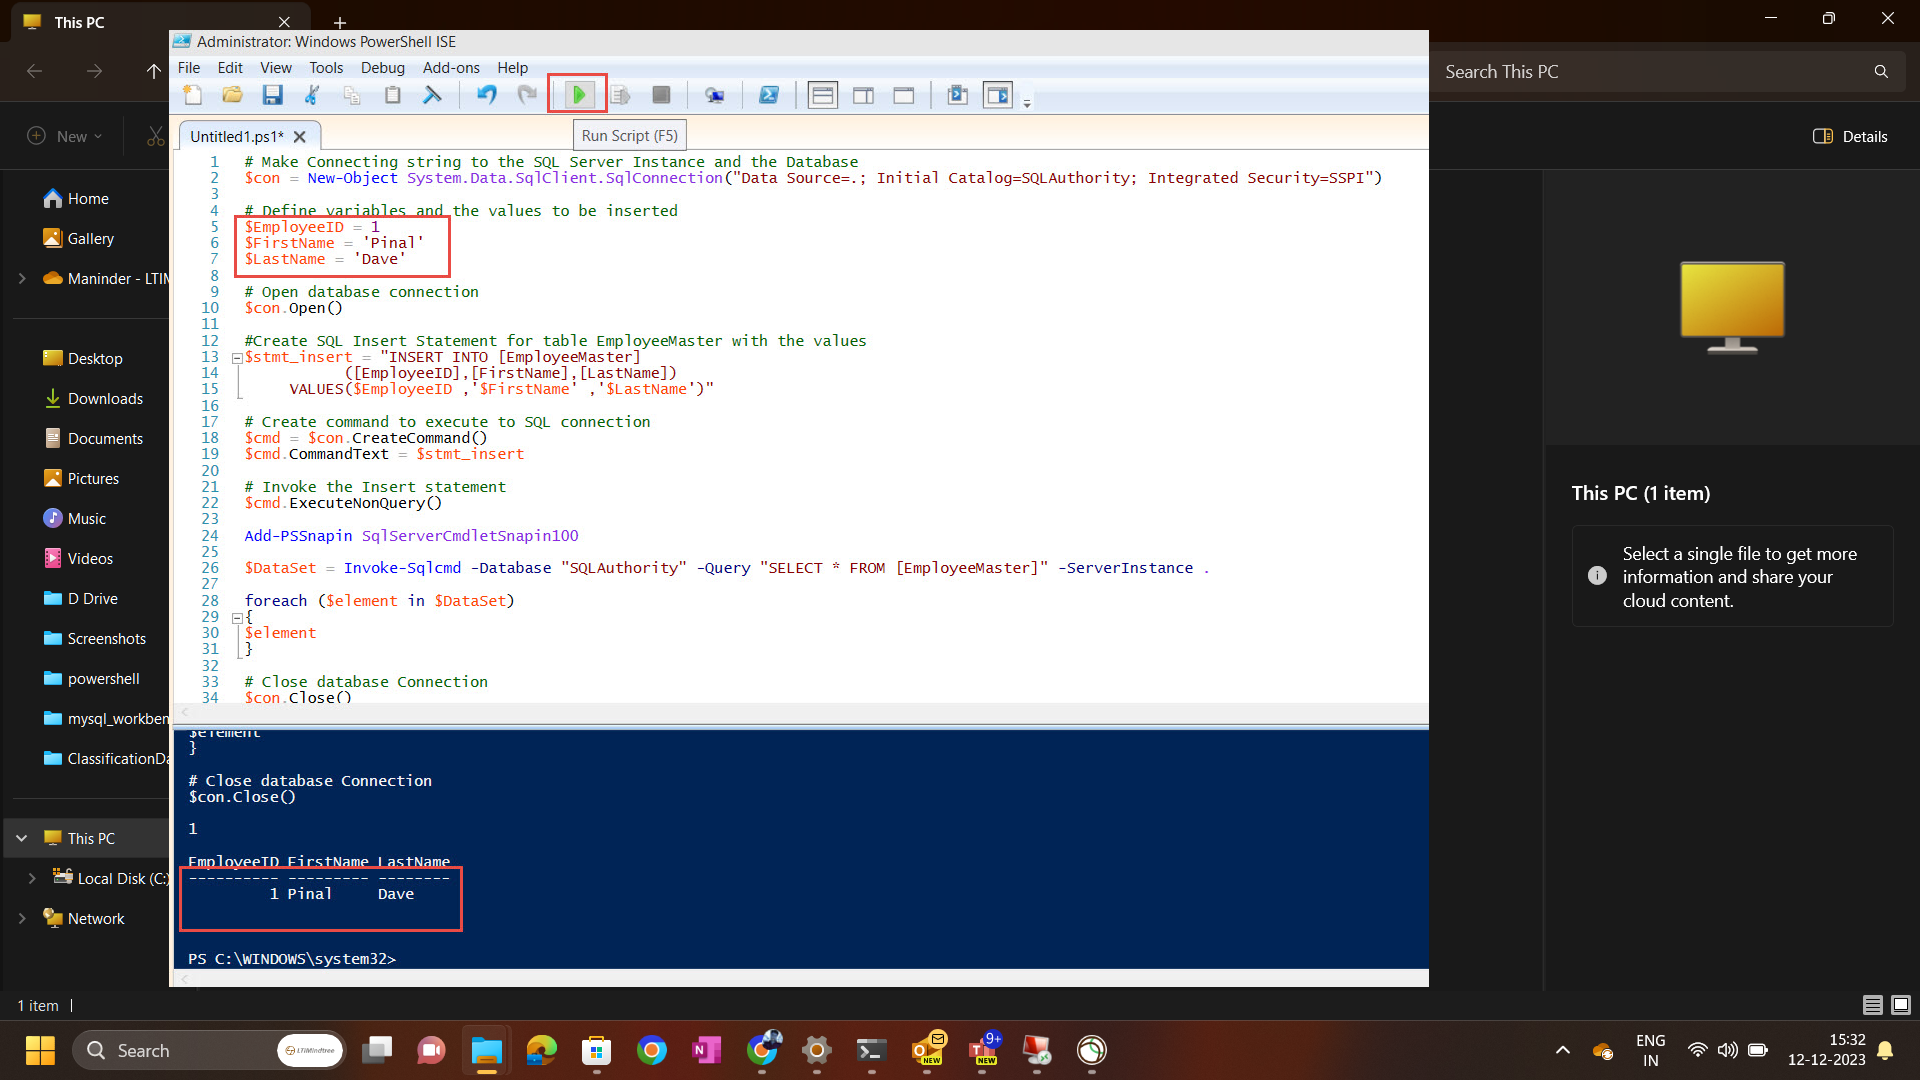 This PC
Administrator: Windows PowerShell ISE
File Edit View Tools Debug Add-ons Help
Search This PC
New
Run Script (F5)
Details
Untitled1.ps1*
1 # Make Connecting string to the SQL Server Instance and the Database
2 $con = New-Object System.Data.SqlClient.SqlConnection("Data Source=.; Initial Catalog=SQLAuthority; Integrated Security=SSPI")
3
4 # Define variables and the values to be inserted
5 $EmployeeID = 1
6 $FirstName = 'Pinal'
7 $LastName = 'Dave'
8
9 # Open database connection
10 $con.Open()
11
12 #Create SQL Insert Statement for table EmployeeMaster with the values
13 $stmt_insert = "INSERT INTO [EmployeeMaster]
14 ([EmployeeID],[FirstName],[LastName])
15 VALUES($EmployeeID ,'$FirstName' ,'$LastName')"
16
17 # Create command to execute to SQL connection
18 $cmd = $con.CreateCommand()
19 $cmd.CommandText = $stmt_insert
20
21 # Invoke the Insert statement
22 $cmd.ExecuteNonQuery()
23
24 Add-PSSnapin SqlServerCmdletSnapin100
25
26 $DataSet = Invoke-Sqlcmd -Database "SQLAuthority" -Query "SELECT * FROM [EmployeeMaster]" -ServerInstance .
27
28 foreach ($element in $DataSet)
29 {
30 $element
31 }
32
33 # Close database Connection
34 $con.Close()
$element
}
# Close database Connection
$con.Close()
1
EmployeeID FirstName LastName
---------- --------- --------
1 Pinal Dave
PS C:\WINDOWS\system32>
Home
Gallery
Maninder - LTIM
Desktop
Downloads
Documents
Pictures
Music
Videos
D Drive
Screenshots
powershell
mysql_workben
ClassificationDa
This PC
Local Disk (C:)
Network
This PC (1 item)
Select a single file to get more
information and share your
cloud content.
1 item
Search
LTIMindtree
NEW
9+
NEW
ENG
IN
15:32
12-12-2023